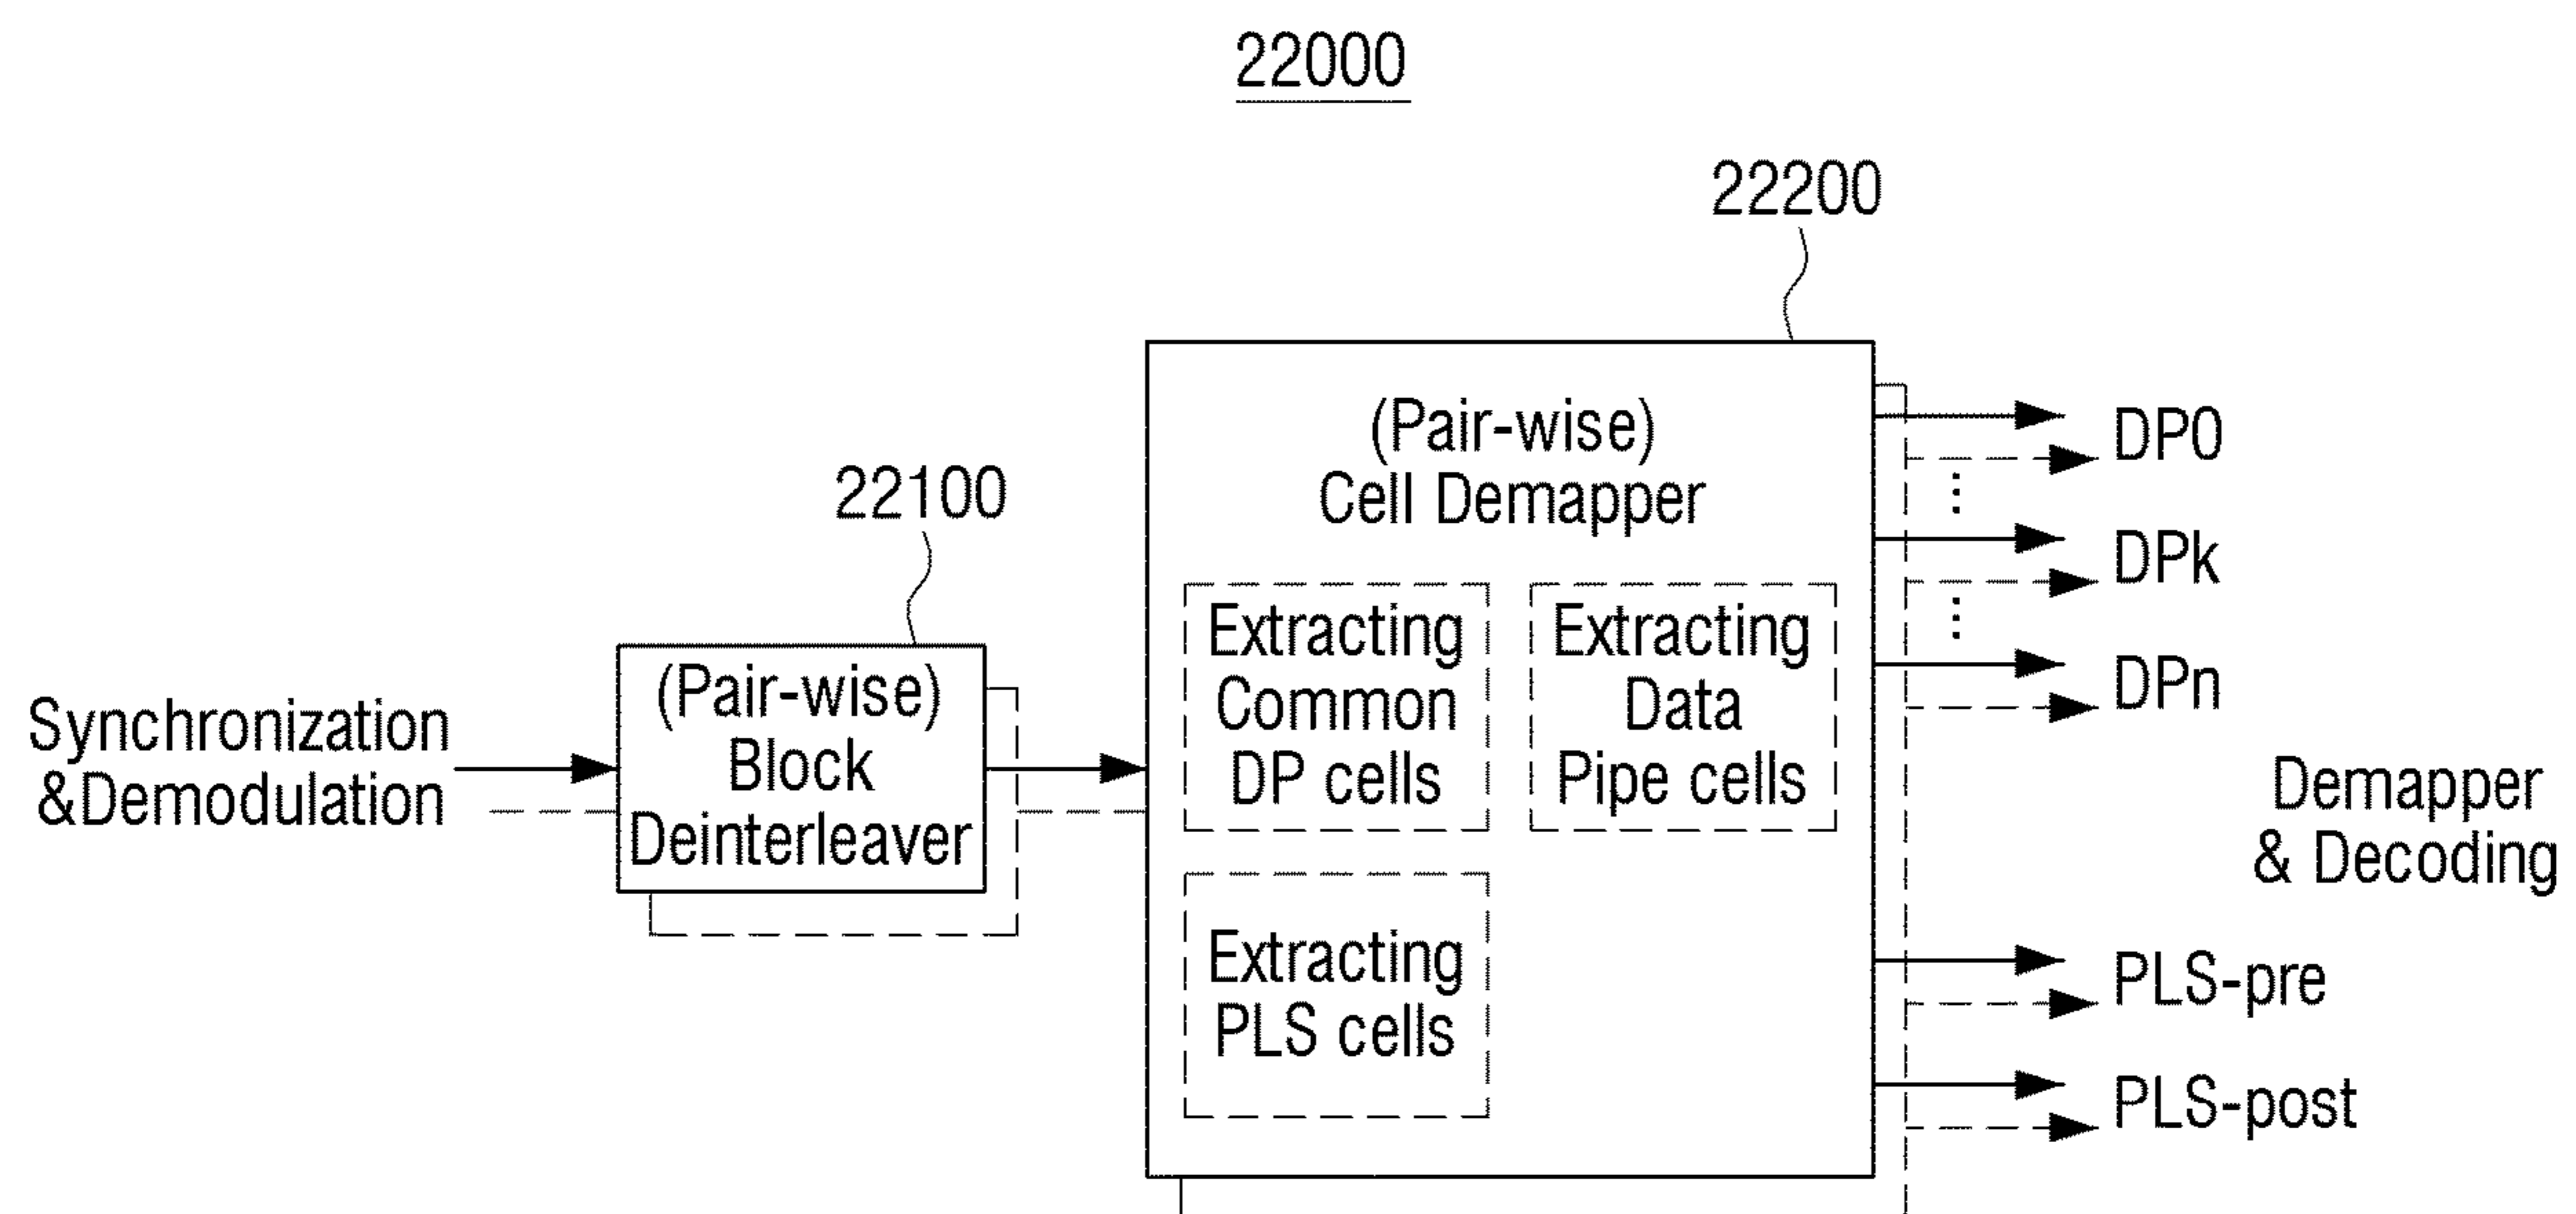 22000
22200
22100
Synchronization
&Demodulation
(Pair-wise)
Block
Deinterleaver
(Pair-wise)
Cell Demapper
Extracting
Common
DP cells
Extracting
Data
Pipe cells
Extracting
PLS cells
DP0
⋮
DPk
⋮
DPn
Demapper
& Decoding
PLS-pre
PLS-post